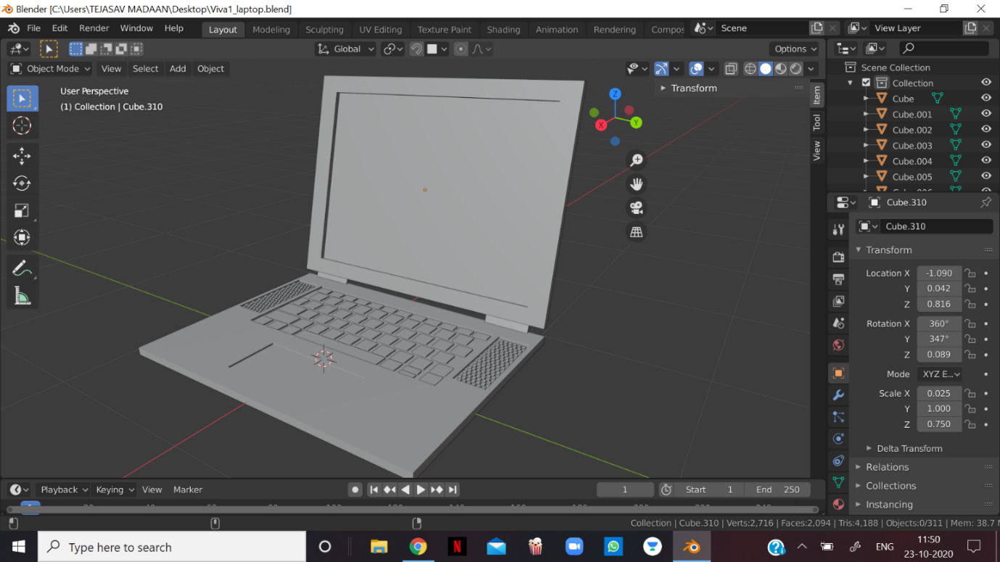 Blender [C:\Users\TEJASAV MADAAN\Desktop\Viva1_laptop.blend]
File Edit Render Window Help Layout Modeling Sculpting UV Editing Texture Paint Shading Animation Rendering Compos Scene View Layer
Global Options
Object Mode View Select Add Object
User Perspective
(1) Collection | Cube.310
Transform
Item
Tool
View
Z
Y
X
Scene Collection
Collection
Cube
Cube.001
Cube.002
Cube.003
Cube.004
Cube.005
Cube.310
Cube.310
Transform
Location X -1.090
Y 0.042
Z 0.816
Rotation X 360°
Y 347°
Z 0.089
Mode XYZ E...
Scale X 0.025
Y 1.000
Z 0.750
Delta Transform
Relations
Collections
Instancing
Playback Keying View Marker 1 Start 1 End 250
Collection | Cube.310 | Verts:2,716 | Faces:2,094 | Tris:4,188 | Objects:0/311 | Mem: 38.7 M
Type here to search
N
ENG
11:50
23-10-2020